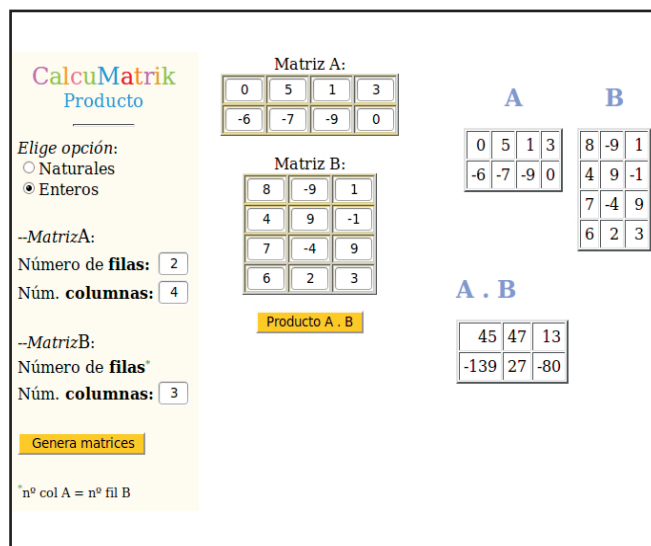 CalcuMatrik
Producto
Elige opción:
Naturales
Enteros
--MatrizA:
Número de filas: 2
Núm. columnas: 4
--MatrizB:
Número de filas*
Núm. columnas: 3
Genera matrices
*nº col A = nº fil B
Matriz A:
0 5 1 3
-6 -7 -9 0
Matriz B:
8 -9 1
4 9 -1
7 -4 9
6 2 3
Producto A . B
A
0 5 1 3
-6 -7 -9 0
B
8 -9 1
4 9 -1
7 -4 9
6 2 3
A . B
45 47 13
-139 27 -80